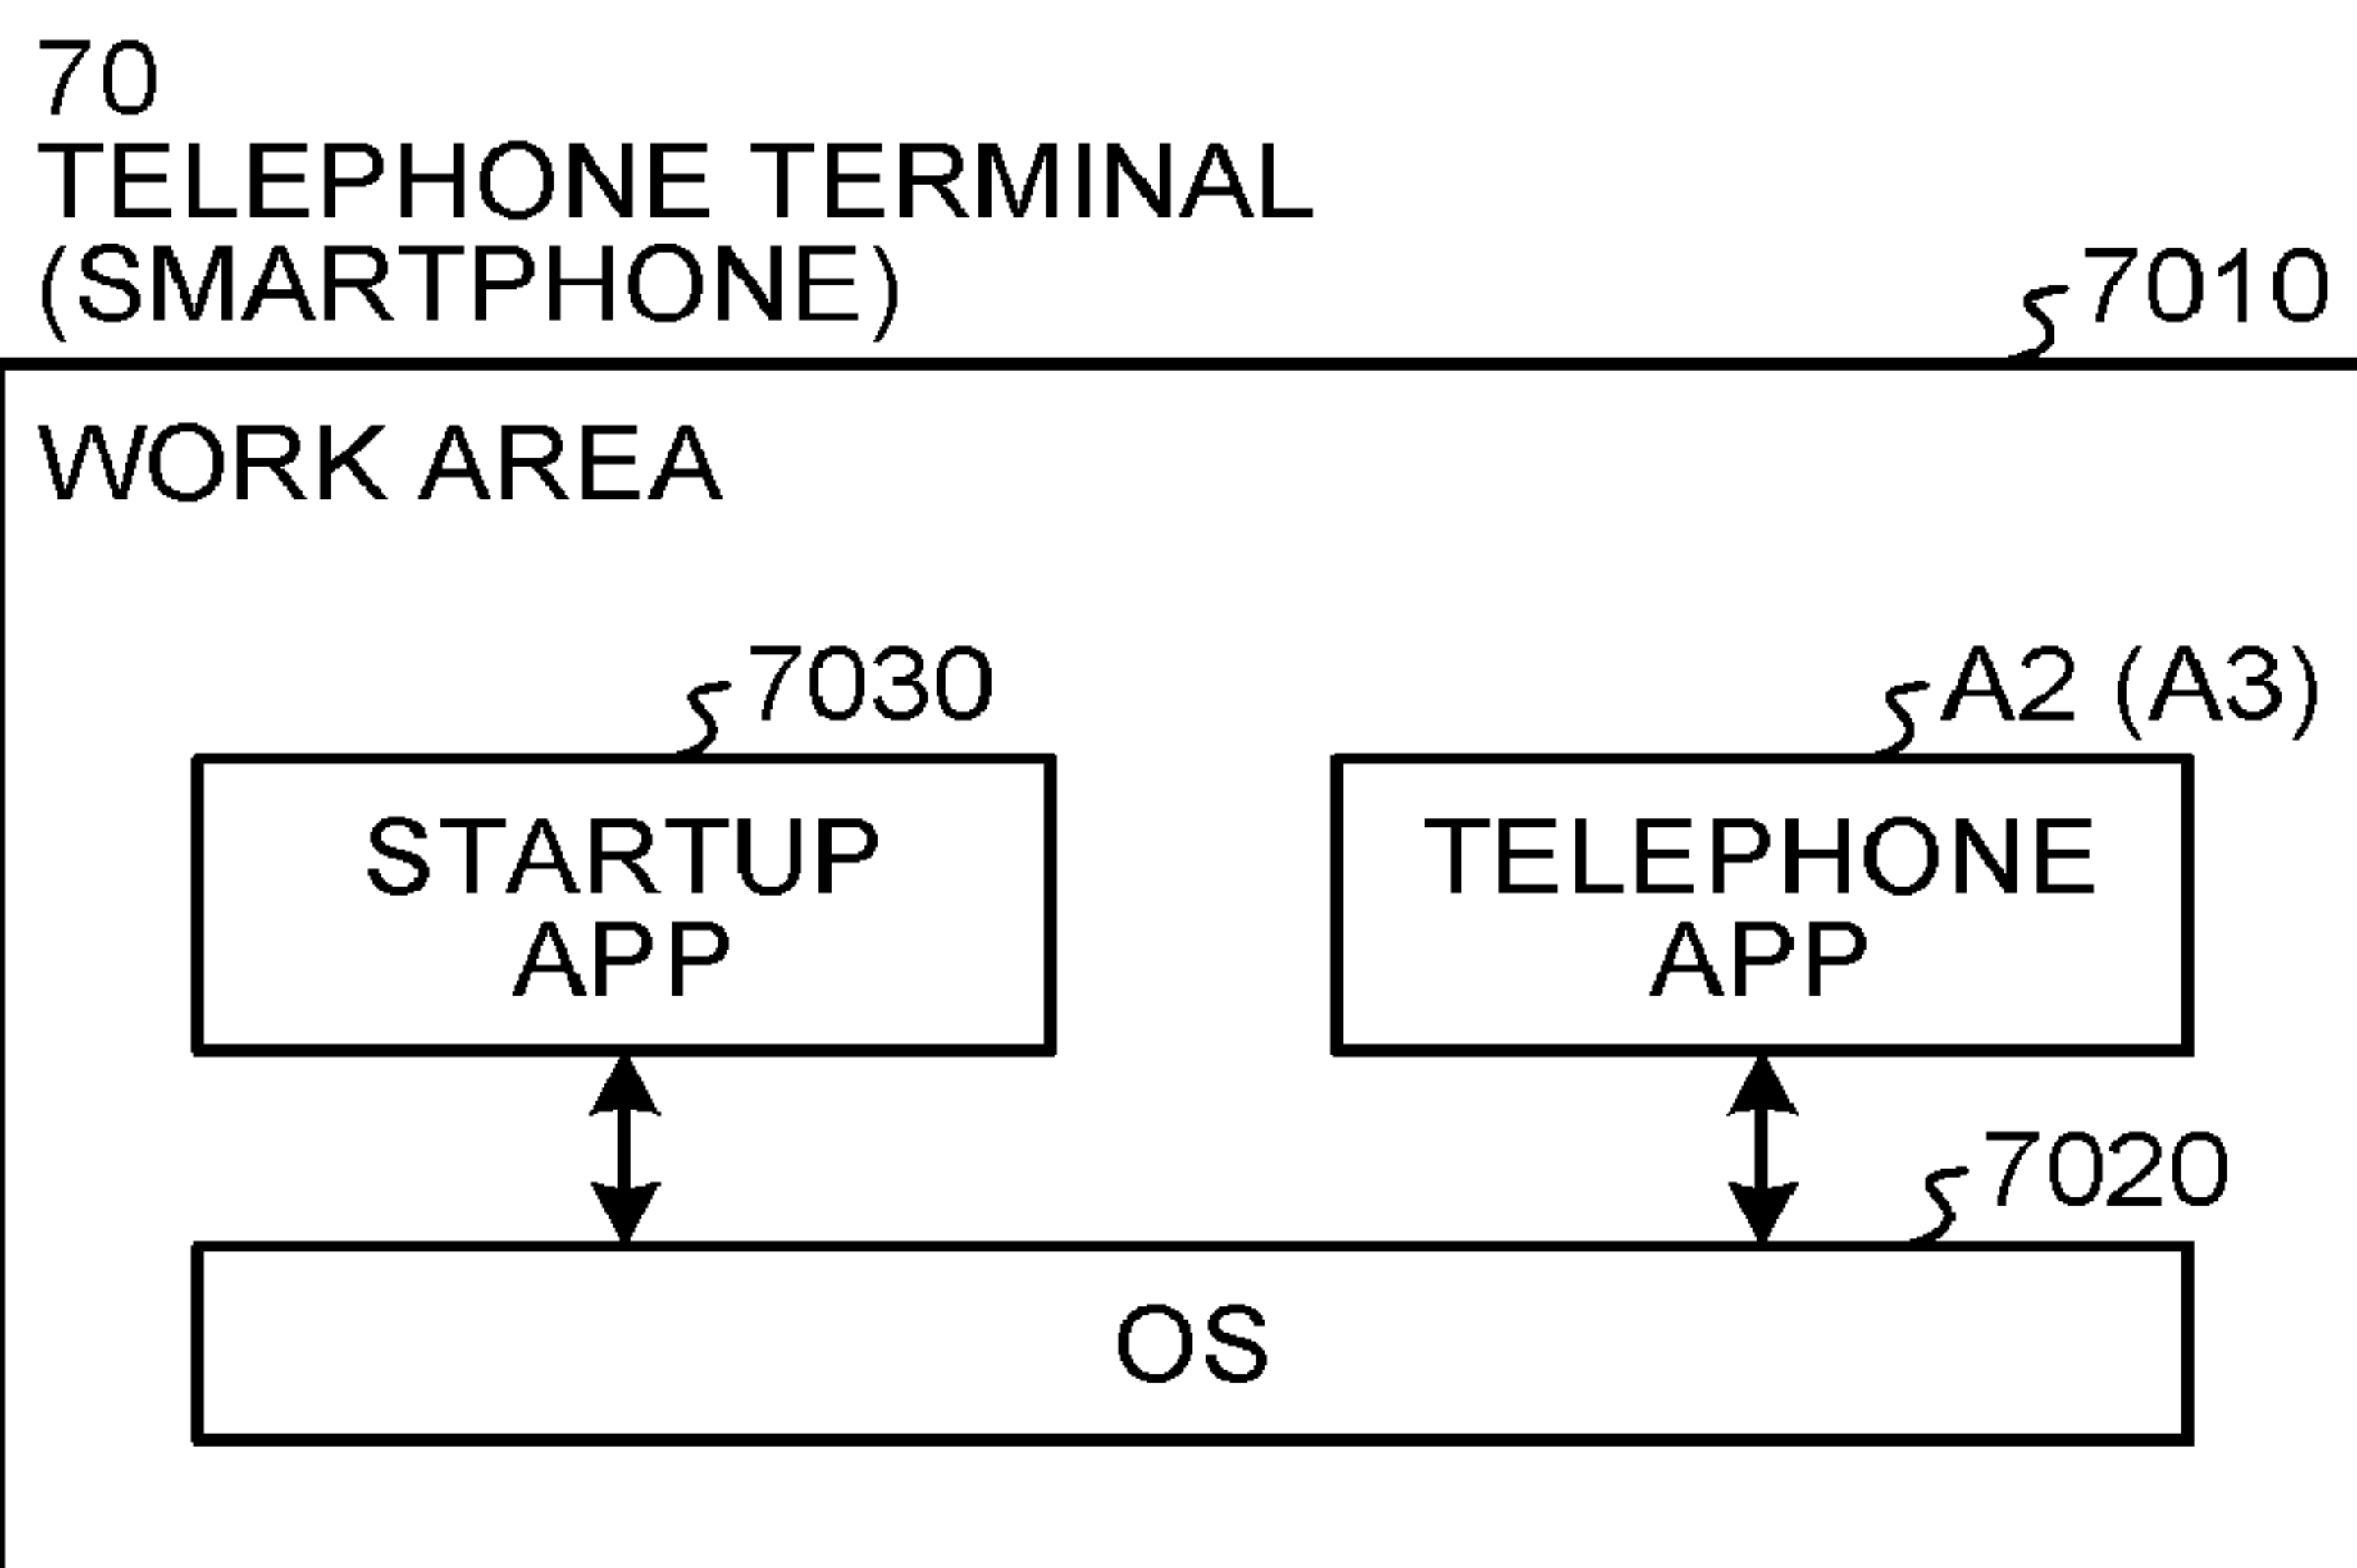 70
TELEPHONE TERMINAL
(SMARTPHONE)
7010
WORK AREA
7030
A2 (A3)
STARTUP
APP
TELEPHONE
APP
7020
OS